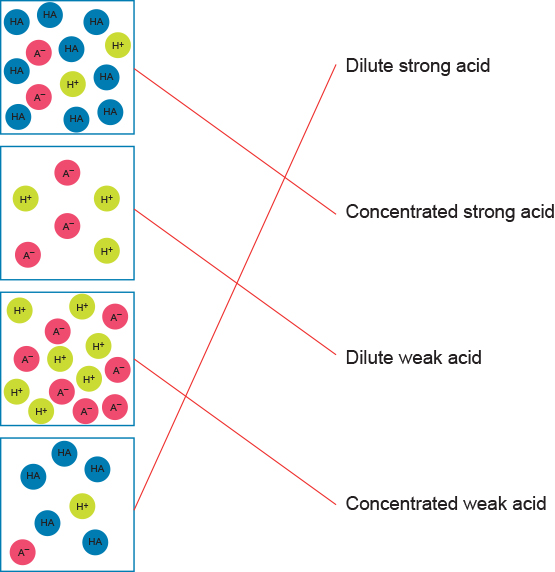 HA HA HA
A⁻ HA H⁺
HA H⁺ HA
A⁻
HA HA HA
Dilute strong acid
A⁻
H⁺ H⁺
A⁻
A⁻ H⁺
Concentrated strong acid
H⁺ H⁺ A⁻
A⁻ H⁺
A⁻ H⁺ A⁻
H⁺ A⁻ H⁺
H⁺ A⁻ A⁻
Dilute weak acid
HA
HA HA
H⁺
HA
A⁻ HA
Concentrated weak acid